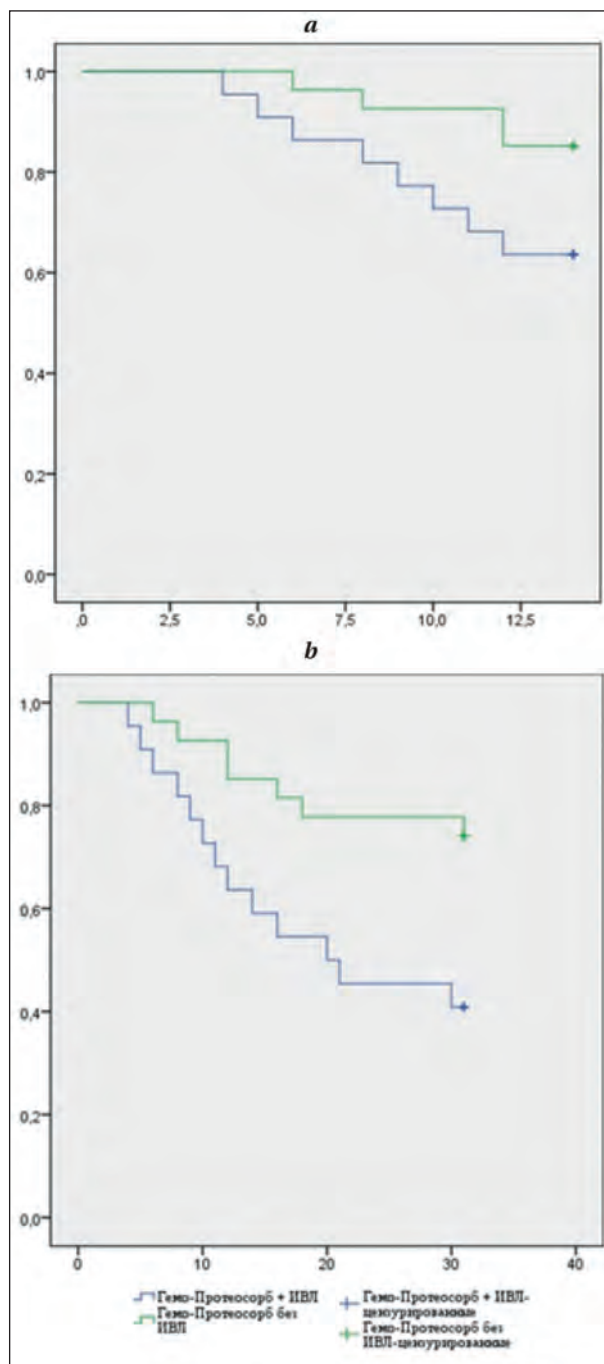 a
1,0
0,8
0,6
0,4
0,2
0,0
,0 2,5 5,0 7,5 10,0 12,5
b
1,0
0,8
0,6
0,4
0,2
0,0
0 10 20 30 40
Гемо-Протеосорб + ИВЛ
Гемо-Протеосорб без
ИВЛ
Гемо-Протеосорб + ИВЛ-
цензурированные
Гемо-Протеосорб без
ИВЛ-цензурированные